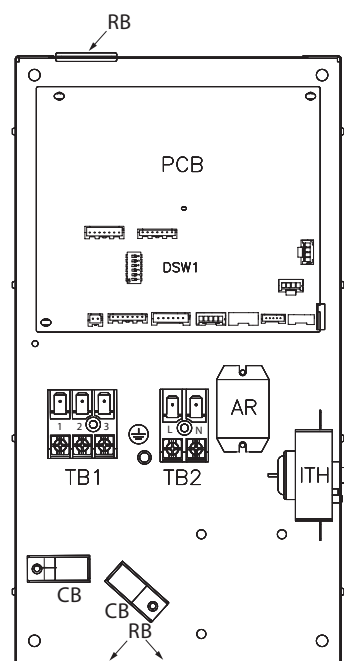 RB
PCB
DSW1
1 2 3
L N
AR
TB1
TB2
ITH
CB
CB
RB